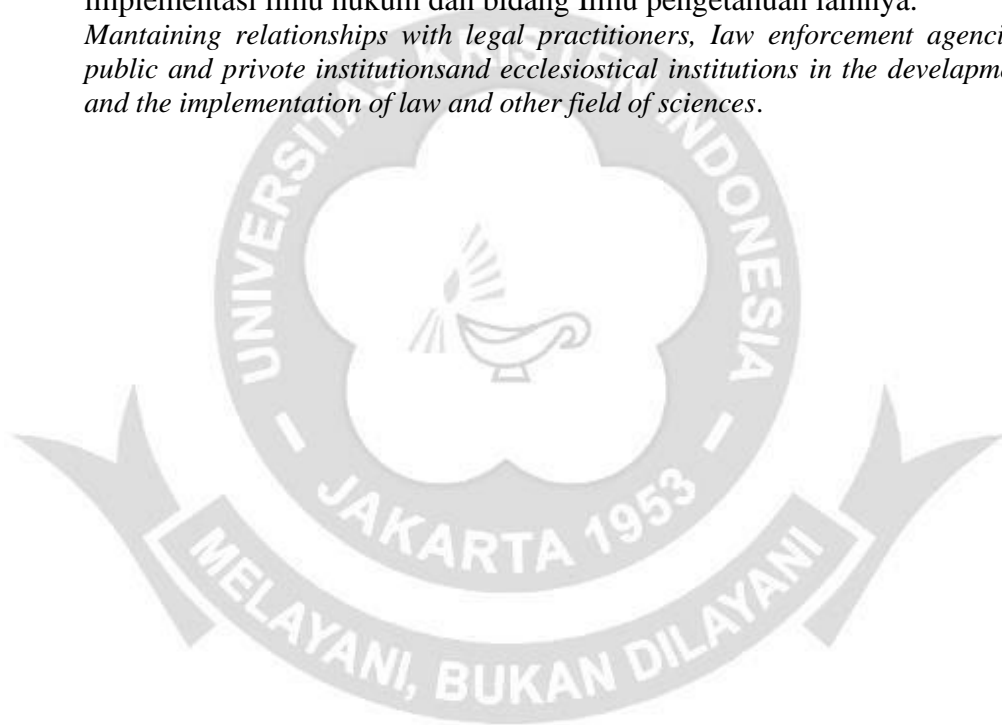 Implementasi ilmu hukum dan bidang Ilmu pengetahuan lainnya.
Mantaining relationships with legal practitioners, Iaw enforcement agenci
public and privote institutionsand ecclesiostical institutions in the develapme
and the implementation of law and other field of sciences.
UNIVERSITAS KRISTEN INDONESIA
- JAKARTA 1953 -
MELAYANI, BUKAN DILAYANI